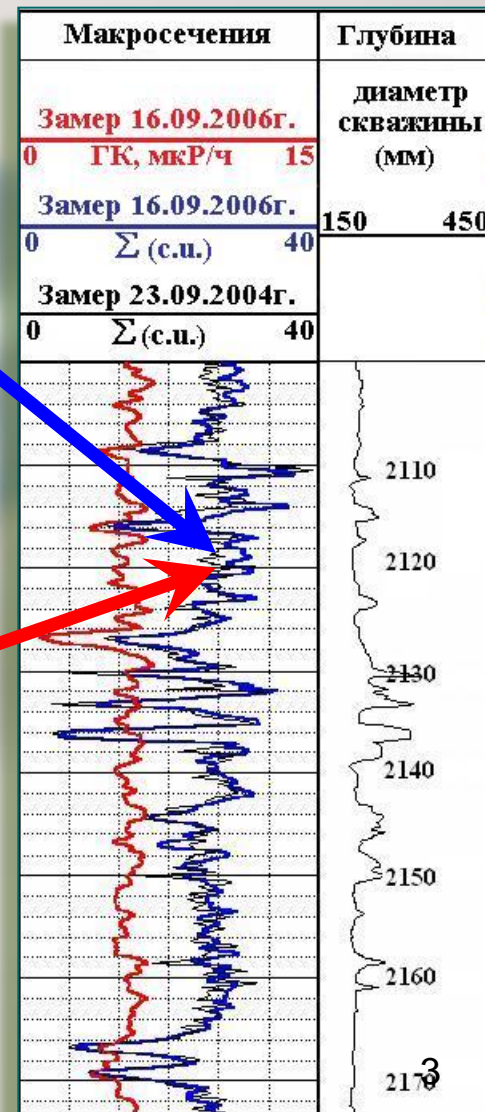 Макросечения
Глубина
Замер 16.09.2006г.
0 ГК, мкР/ч 15
Замер 16.09.2006г.
0 Σ (c.u.) 40
Замер 23.09.2004г.
0 Σ(c.u.) 40
диаметр
скважины
(мм)
150 450
2110
2120
2130
2140
2150
2160
2170
3